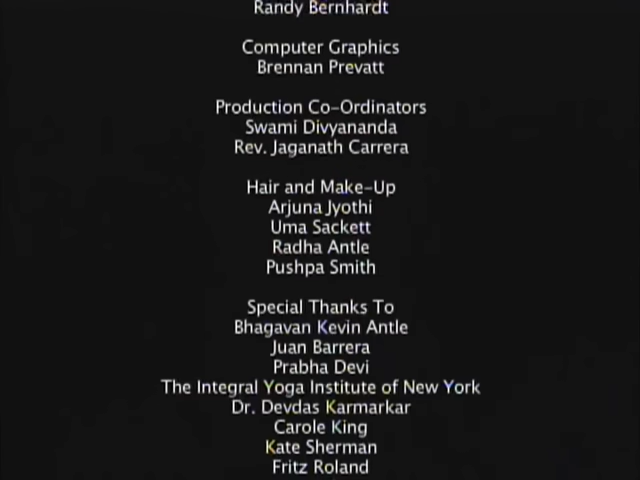 Randy Bernhardt
Computer Graphics
Brennan Prevatt
Production Co-Ordinators
Swami Divyananda
Rev. Jaganath Carrera
Hair and Make-Up
Arjuna Jyothi
Uma Sackett
Radha Antle
Pushpa Smith
Special Thanks To
Bhagavan Kevin Antle
Juan Barrera
Prabha Devi
The Integral Yoga Institute of New York
Dr. Devdas Karmarkar
Carole King
Kate Sherman
Fritz Roland